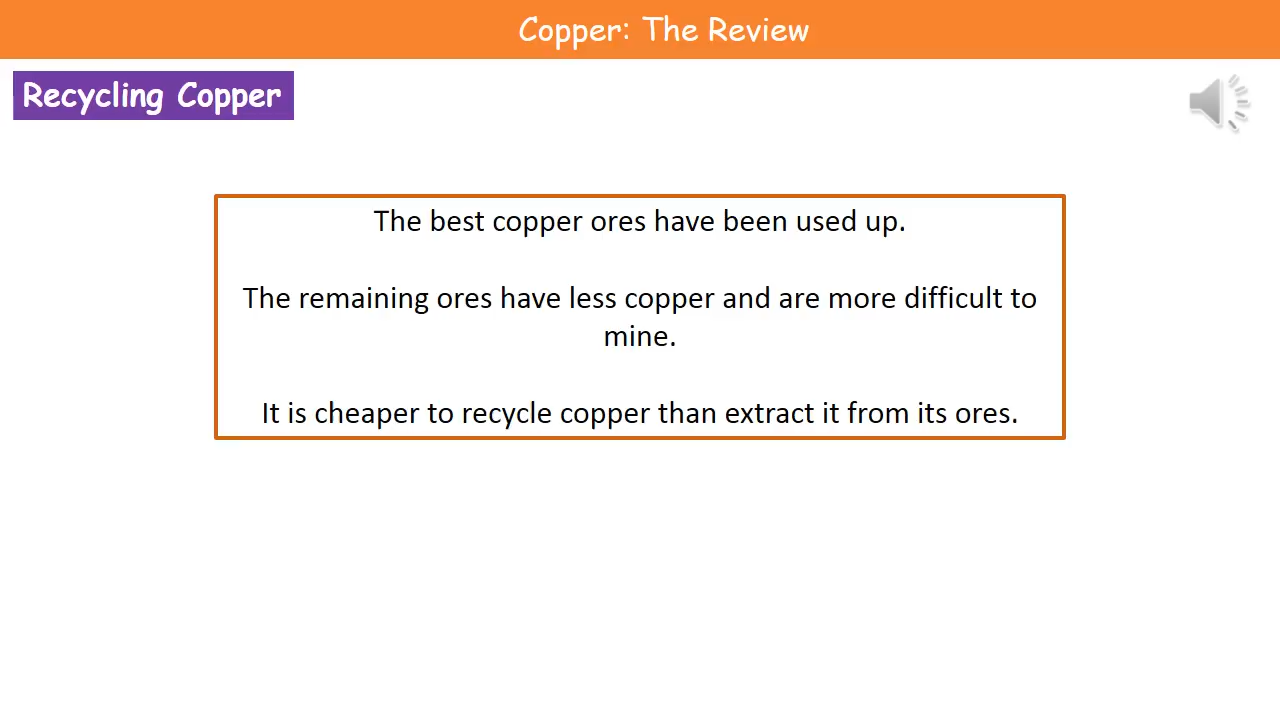 Copper: The Review
Recycling Copper
The best copper ores have been used up.
The remaining ores have less copper and are more difficult to
mine.
It is cheaper to recycle copper than extract it from its ores.